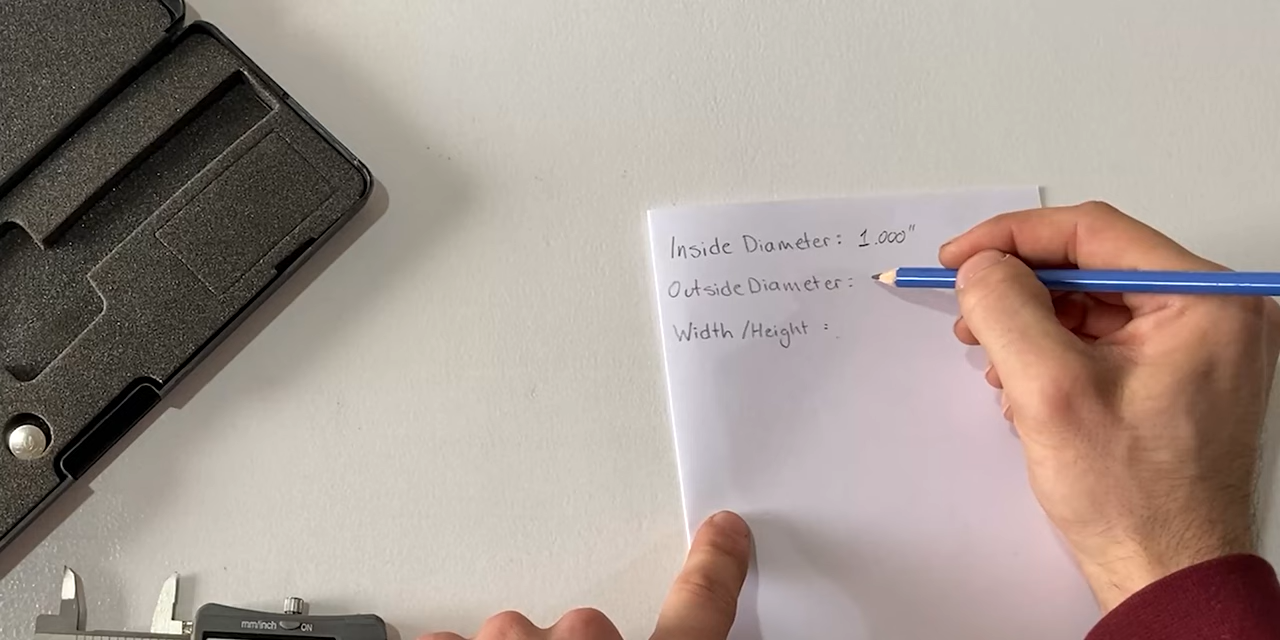 Inside Diameter: 1.000"
Outside Diameter:
Width /Height :
mm/inch ON